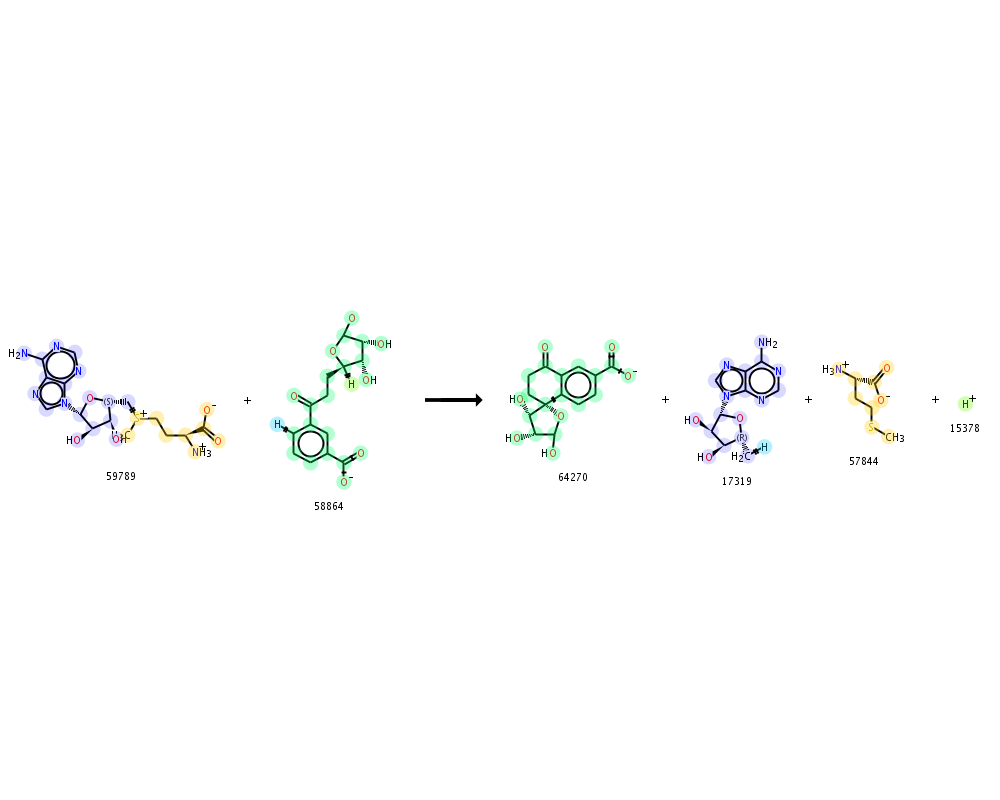 H₂N N N N N N O (S) S⁺ O⁻ O HO OH H₃C NH₃⁺
59789
+
O O OH OH H O H O O⁻
58864
O O O⁻ HO HO O HO
64270
+
NH₂ N N N N HO O (R) HO H₂C H
17319
+
H₃N⁺ O O⁻ S CH₃
57844
+
H⁺
15378